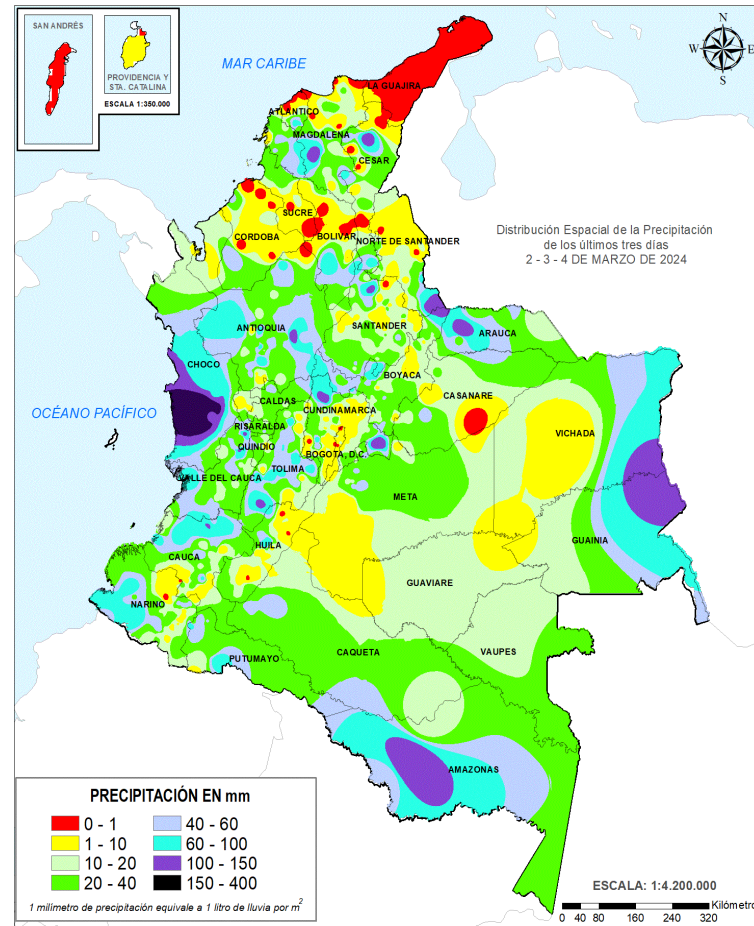 SAN ANDRÉS
PROVIDENCIA Y
STA. CATALINA
ESCALA 1:350.000
MAR CARIBE
N
W
E
S
LA GUAJIRA
ATLANTICO
MAGDALENA
CESAR
SUCRE
CORDOBA
BOLIVAR
NORTE DE SANTANDER
Distribución Espacial de la Precipitación
de los últimos tres días
2 - 3 - 4 DE MARZO DE 2024
ANTIOQUIA
SANTANDER
ARAUCA
CHOCO
BOYACA
CASANARE
OCÉANO PACÍFICO
CALDAS
CUNDINAMARCA
RISARALDA
VICHADA
QUINDIO
BOGOTA, D.C.
TOLIMA
VALLE DEL CAUCA
META
GUAINIA
HUILA
CAUCA
GUAVIARE
NARINO
CAQUETA
VAUPES
PUTUMAYO
AMAZONAS
PRECIPITACIÓN EN mm
0 - 1
40 - 60
1 - 10
60 - 100
10 - 20
100 - 150
20 - 40
150 - 400
1 milímetro de precipitación equivale a 1 litro de lluvia por m2
ESCALA: 1:4.200.000
Kilómetro
0 40 80 160 240 320